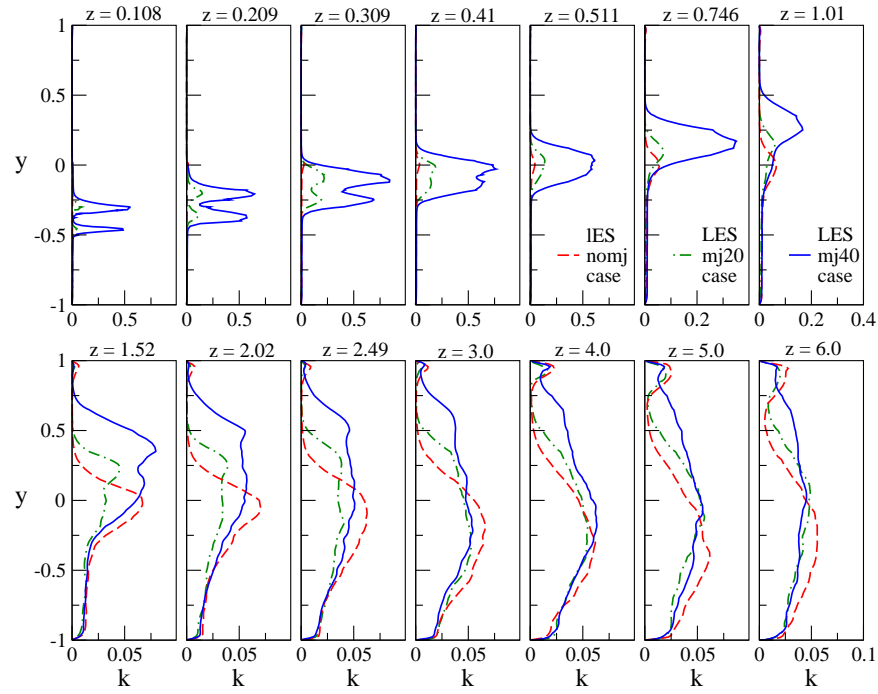 z = 0.108 z = 0.209 z = 0.309 z = 0.41 z = 0.511 z = 0.746 z = 1.01
1
0.5
y
0
-0.5
-1
lES LES LES
nomj mj20 mj40
case case case
0 0.5 0 0.5 0 0.5 0 0.5 0 0.5 0 0.2 0 0.2 0.4
z = 1.52 z = 2.02 z = 2.49 z = 3.0 z = 4.0 z = 5.0 z = 6.0
1
0.5
y
0
-0.5
-1
0 0.05 0 0.05 0 0.05 0 0.05 0 0.05 0 0.05 0 0.05 0.1
k k k k k k k